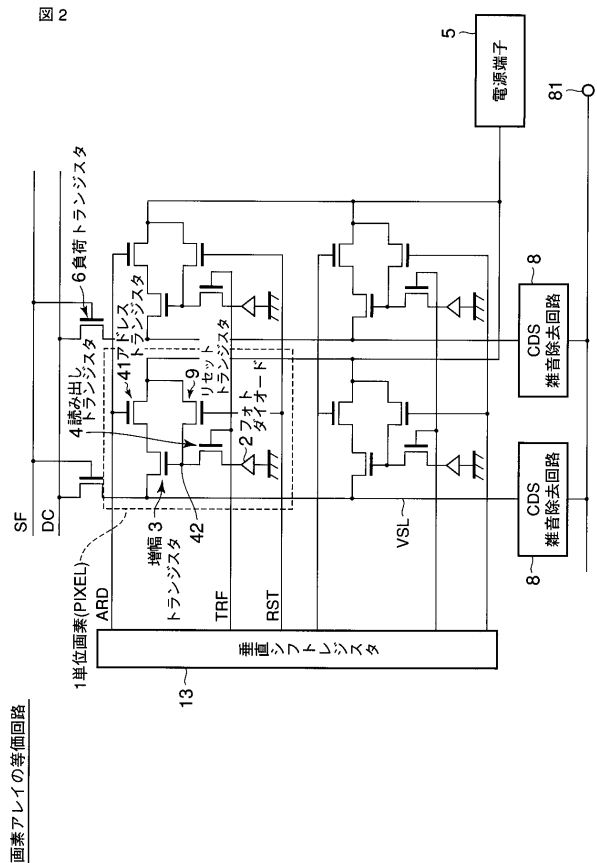 図2
画素アレイの等価回路
SF
DC
6負荷トランジスタ
4読み出し
トランジスタ
41アドレス
トランジスタ
1単位画素(PIXEL)
ARD
増幅 3
トランジスタ
42
9
リセット
トランジスタ
2フォト
ダイオード
TRF
RST
垂直シフトレジスタ
13
VSL
CDS
雑音除去回路
8
CDS
雑音除去回路
8
電源端子
5
81